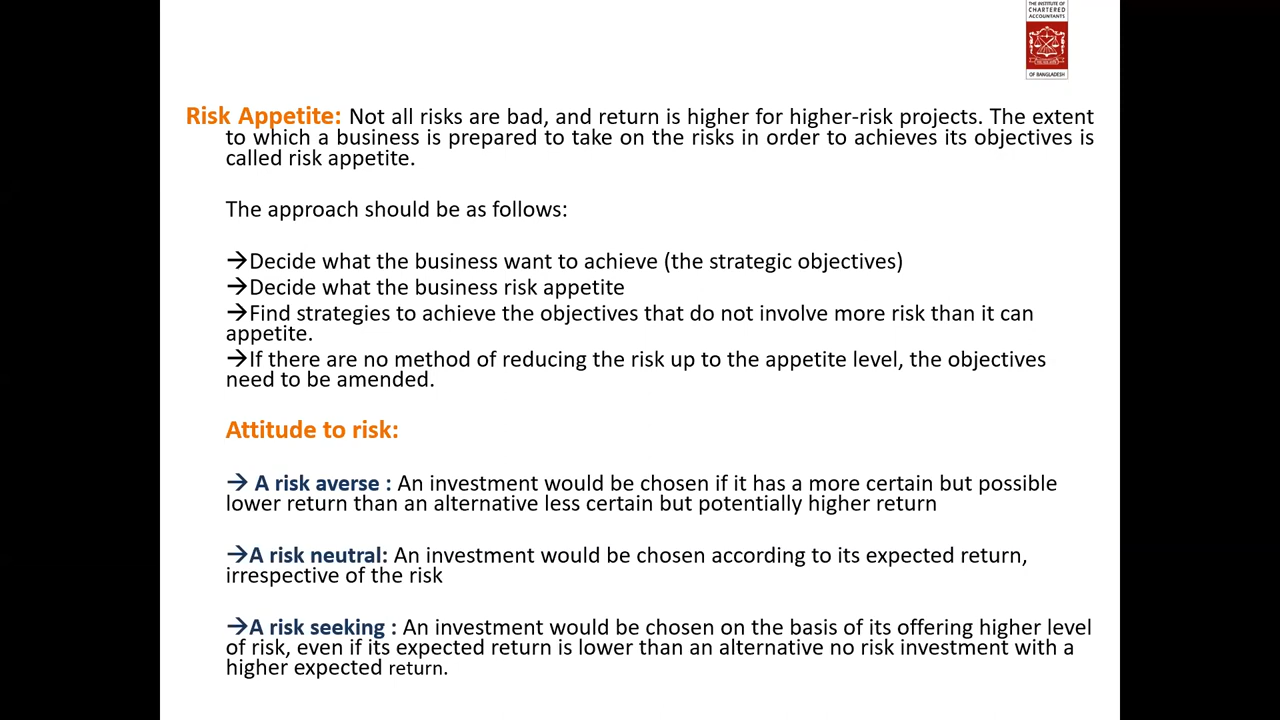 THE INSTITUTE OF
CHARTERED
ACCOUNTANTS
OF BANGLADESH
Risk Appetite: Not all risks are bad, and return is higher for higher-risk projects. The extent
to which a business is prepared to take on the risks in order to achieves its objectives is
called risk appetite.
The approach should be as follows:
→Decide what the business want to achieve (the strategic objectives)
→Decide what the business risk appetite
→Find strategies to achieve the objectives that do not involve more risk than it can
appetite.
→If there are no method of reducing the risk up to the appetite level, the objectives
need to be amended.
Attitude to risk:
→ A risk averse : An investment would be chosen if it has a more certain but possible
lower return than an alternative less certain but potentially higher return
→A risk neutral: An investment would be chosen according to its expected return,
irrespective of the risk
→A risk seeking : An investment would be chosen on the basis of its offering higher level
of risk, even if its expected return is lower than an alternative no risk investment with a
higher expected return.